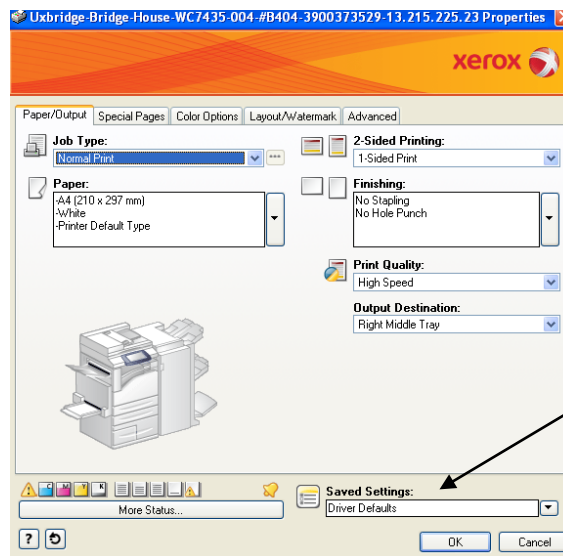 Uxbridge-Bridge-House-WC7435-004-#B404-3900373529-13.215.225.23 Properties
xerox
Paper/Output Special Pages Color Options Layout/Watermark Advanced
Job Type:
Normal Print
2-Sided Printing:
1-Sided Print
Paper:
-A4 (210 x 297 mm)
-White
-Printer Default Type
Finishing:
No Stapling
No Hole Punch
Print Quality:
High Speed
Output Destination:
Right Middle Tray
C M Y K
More Status...
Saved Settings:
Driver Defaults
?
OK Cancel